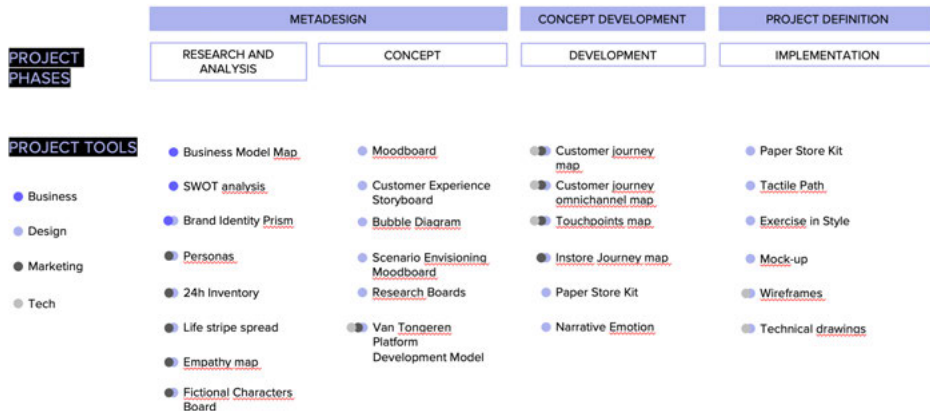 METADESIGN
CONCEPT DEVELOPMENT
PROJECT DEFINITION
PROJECT
PHASES
RESEARCH AND
ANALYSIS
CONCEPT
DEVELOPMENT
IMPLEMENTATION
PROJECT TOOLS
Business
Design
Marketing
Tech
Business Model Map
SWOT analysis
Brand Identity Prism
Personas
24h Inventory
Life stripe spread
Empathy map
Fictional Characters
Board
Moodboard
Customer Experience
Storyboard
Bubble Diagram
Scenario Envisioning
Moodboard
Research Boards
Van Tongeren
Platform
Development Model
Customer journey
map
Customer journey
omnichannel map
Touchpoints map
Instore Journey map
Paper Store Kit
Narrative Emotion
Paper Store Kit
Tactile Path
Exercise in Style
Mock-up
Wireframes
Technical drawings